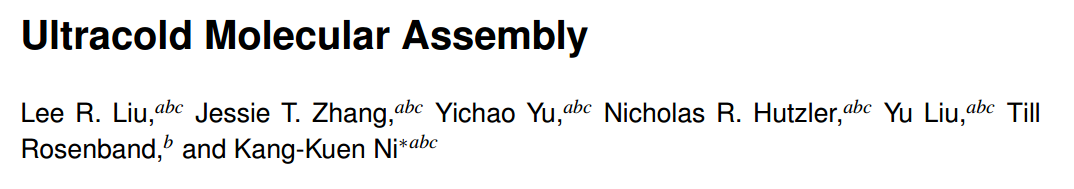 Ultracold Molecular Assembly
Lee R. Liu,abc Jessie T. Zhang,abc Yichao Yu,abc Nicholas R. Hutzler,abc Yu Liu,abc Till
Rosenband,b and Kang-Kuen Ni∗abc